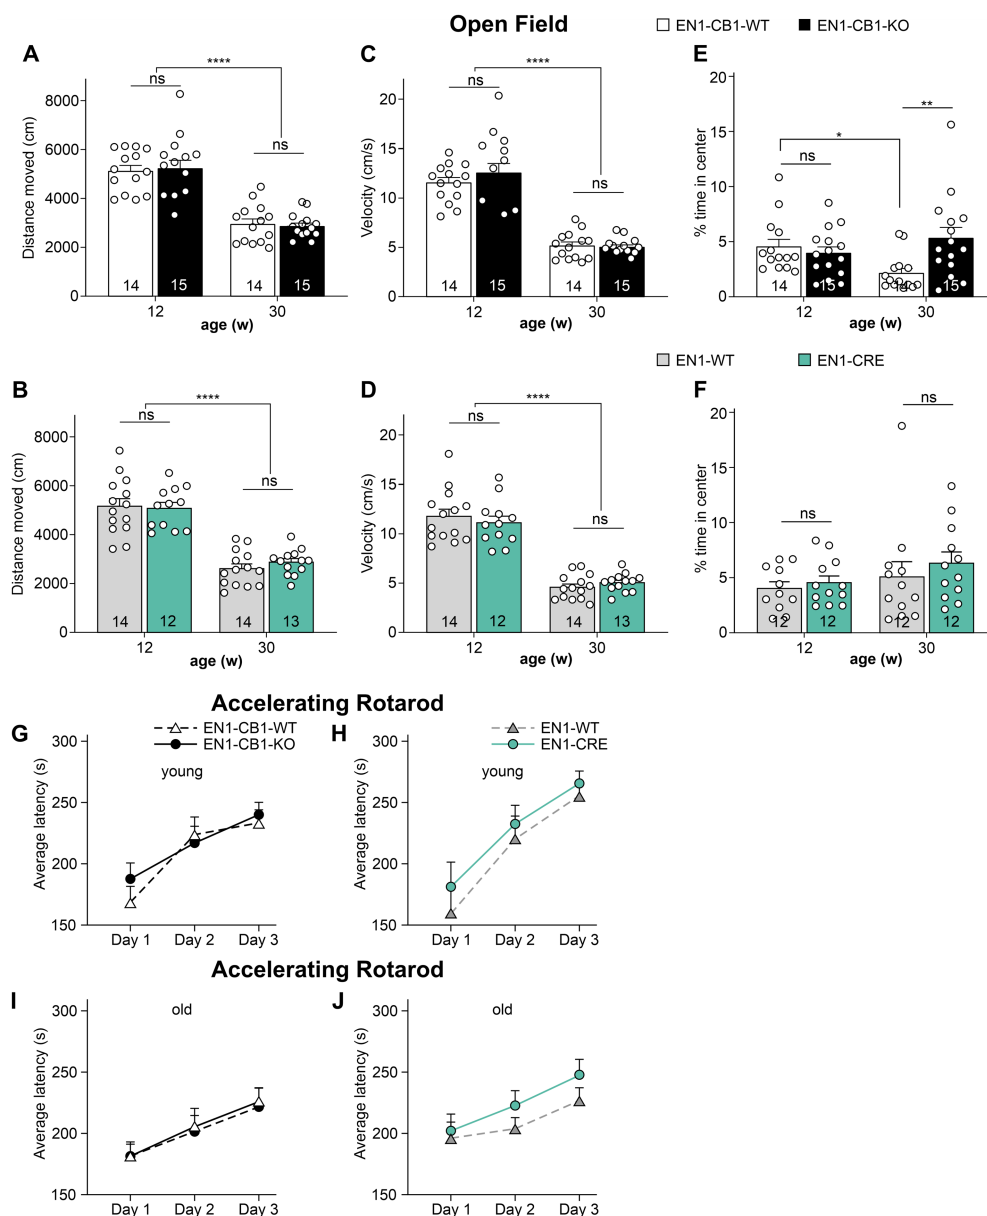 Open Field
EN1-CB1-WT
EN1-CB1-KO
A
****
ns
ns
8000
6000
4000
2000
0
Distance moved (cm)
14
15
14
15
12
30
age (w)
C
****
ns
ns
20
15
10
5
0
Velocity (cm/s)
14
15
14
15
12
30
age (w)
E
**
*
ns
20
15
10
5
0
% time in center
14
15
15
12
30
age (w)
EN1-WT
EN1-CRE
B
****
ns
ns
8000
6000
4000
2000
0
Distance moved (cm)
14
12
14
13
12
30
age (w)
D
****
ns
ns
20
15
10
5
0
Velocity (cm/s)
14
12
14
13
12
30
age (w)
F
ns
ns
20
15
10
5
0
% time in center
12
12
12
12
12
30
age (w)
Accelerating Rotarod
G
EN1-CB1-WT
EN1-CB1-KO
young
300
250
200
150
Average latency (s)
Day 1 Day 2 Day 3
H
EN1-WT
EN1-CRE
young
300
250
200
150
Average latency (s)
Day 1 Day 2 Day 3
Accelerating Rotarod
I
old
300
250
200
150
Average latency (s)
Day 1 Day 2 Day 3
J
old
300
250
200
150
Average latency (s)
Day 1 Day 2 Day 3